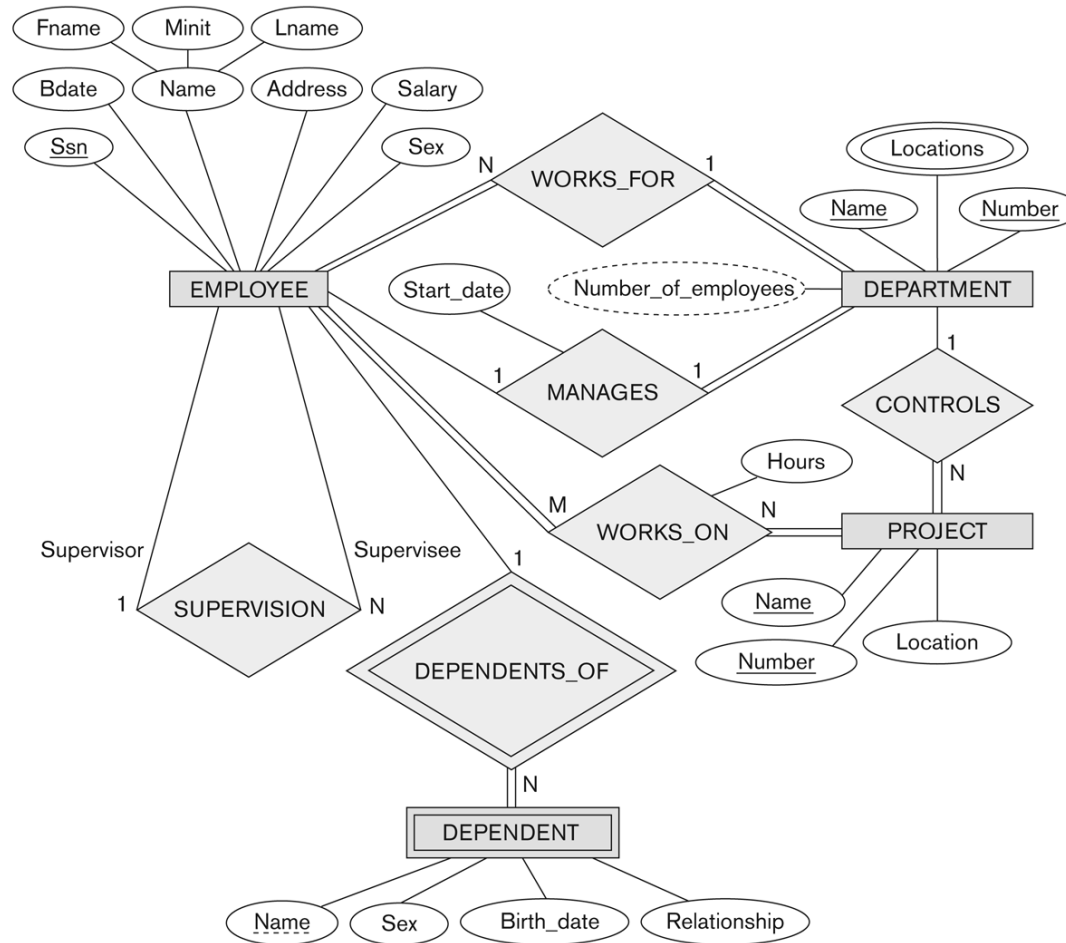 Fname
Minit
Lname
Bdate
Name
Address
Salary
Ssn
Sex
N
WORKS_FOR
1
Locations
Name
Number
EMPLOYEE
Start_date
Number_of_employees
DEPARTMENT
1
MANAGES
1
1
CONTROLS
N
Hours
M
WORKS_ON
N
PROJECT
Name
Number
Location
Supervisor
Supervisee
1
SUPERVISION
N
1
DEPENDENTS_OF
N
DEPENDENT
Name
Sex
Birth_date
Relationship